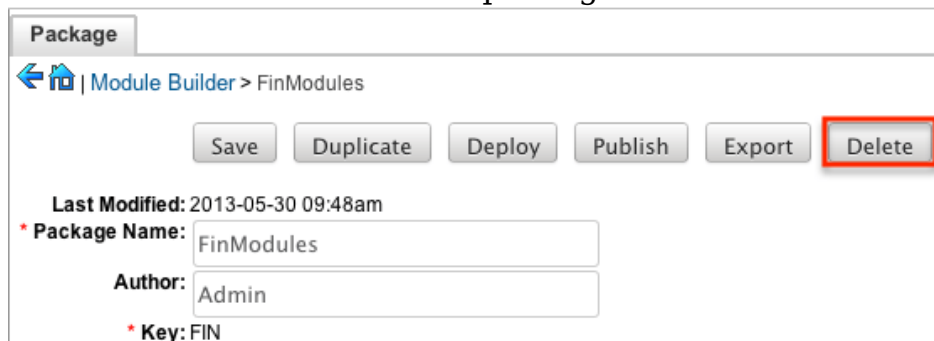 Package
| Module Builder > FinModules
Save Duplicate Deploy Publish Export Delete
Last Modified: 2013-05-30 09:48am
* Package Name: FinModules
Author: Admin
* Key: FIN